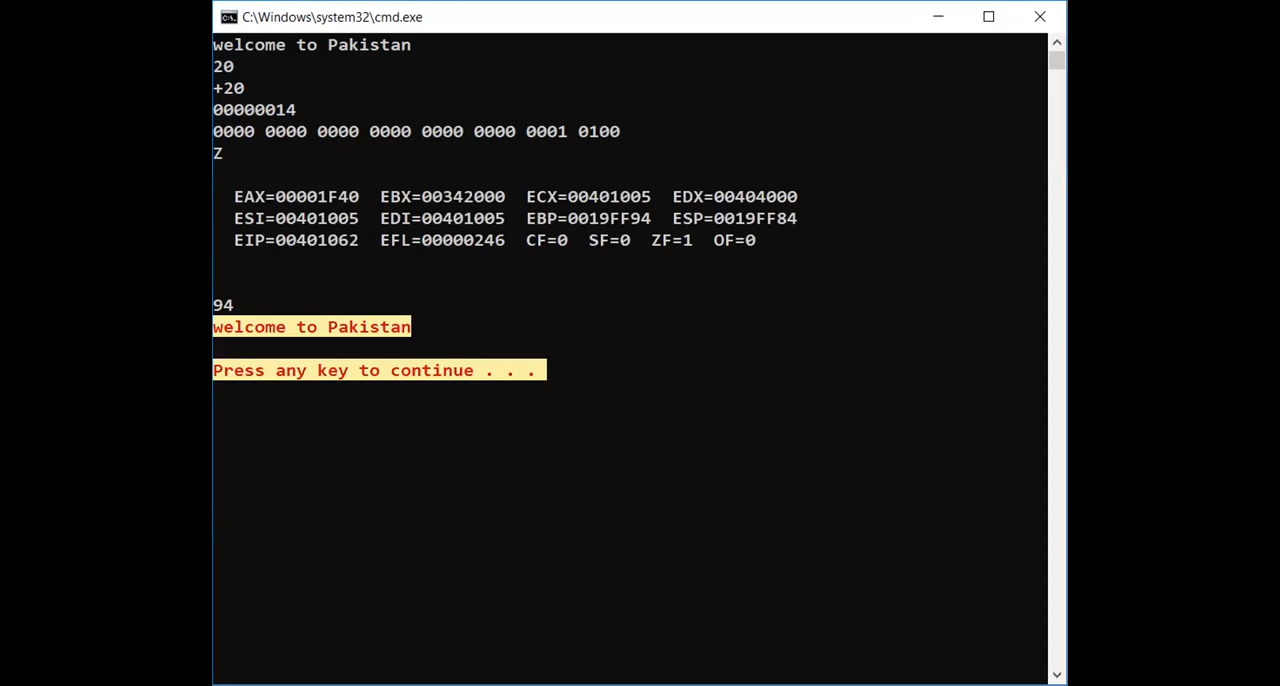 C:\Windows\system32\cmd.exe
welcome to Pakistan
20
+20
00000014
0000 0000 0000 0000 0000 0000 0001 0100
Z
EAX=00001F40 EBX=00342000 ECX=00401005 EDX=00404000
ESI=00401005 EDI=00401005 EBP=0019FF94 ESP=0019FF84
EIP=00401062 EFL=00000246 CF=0 SF=0 ZF=1 OF=0
94
welcome to Pakistan
Press any key to continue . . .